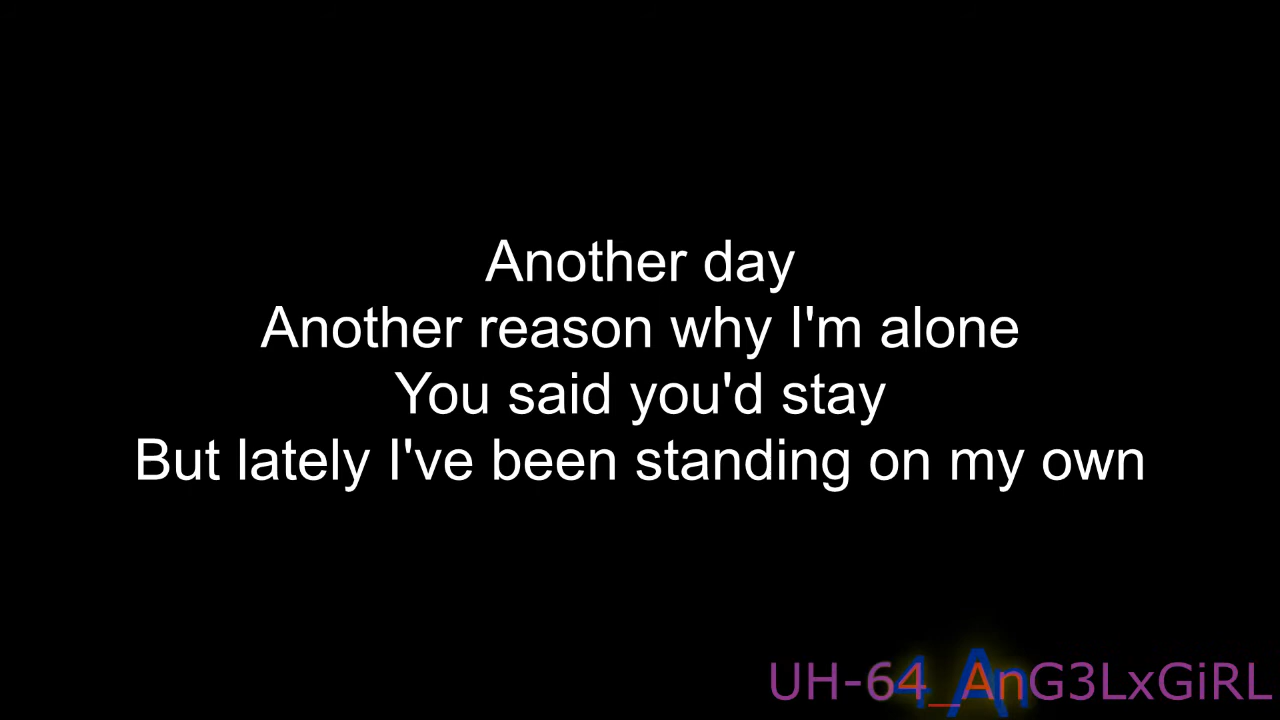 Another day
Another reason why I'm alone
You said you'd stay
But lately I've been standing on my own
UH-64_AnG3LxGiRL